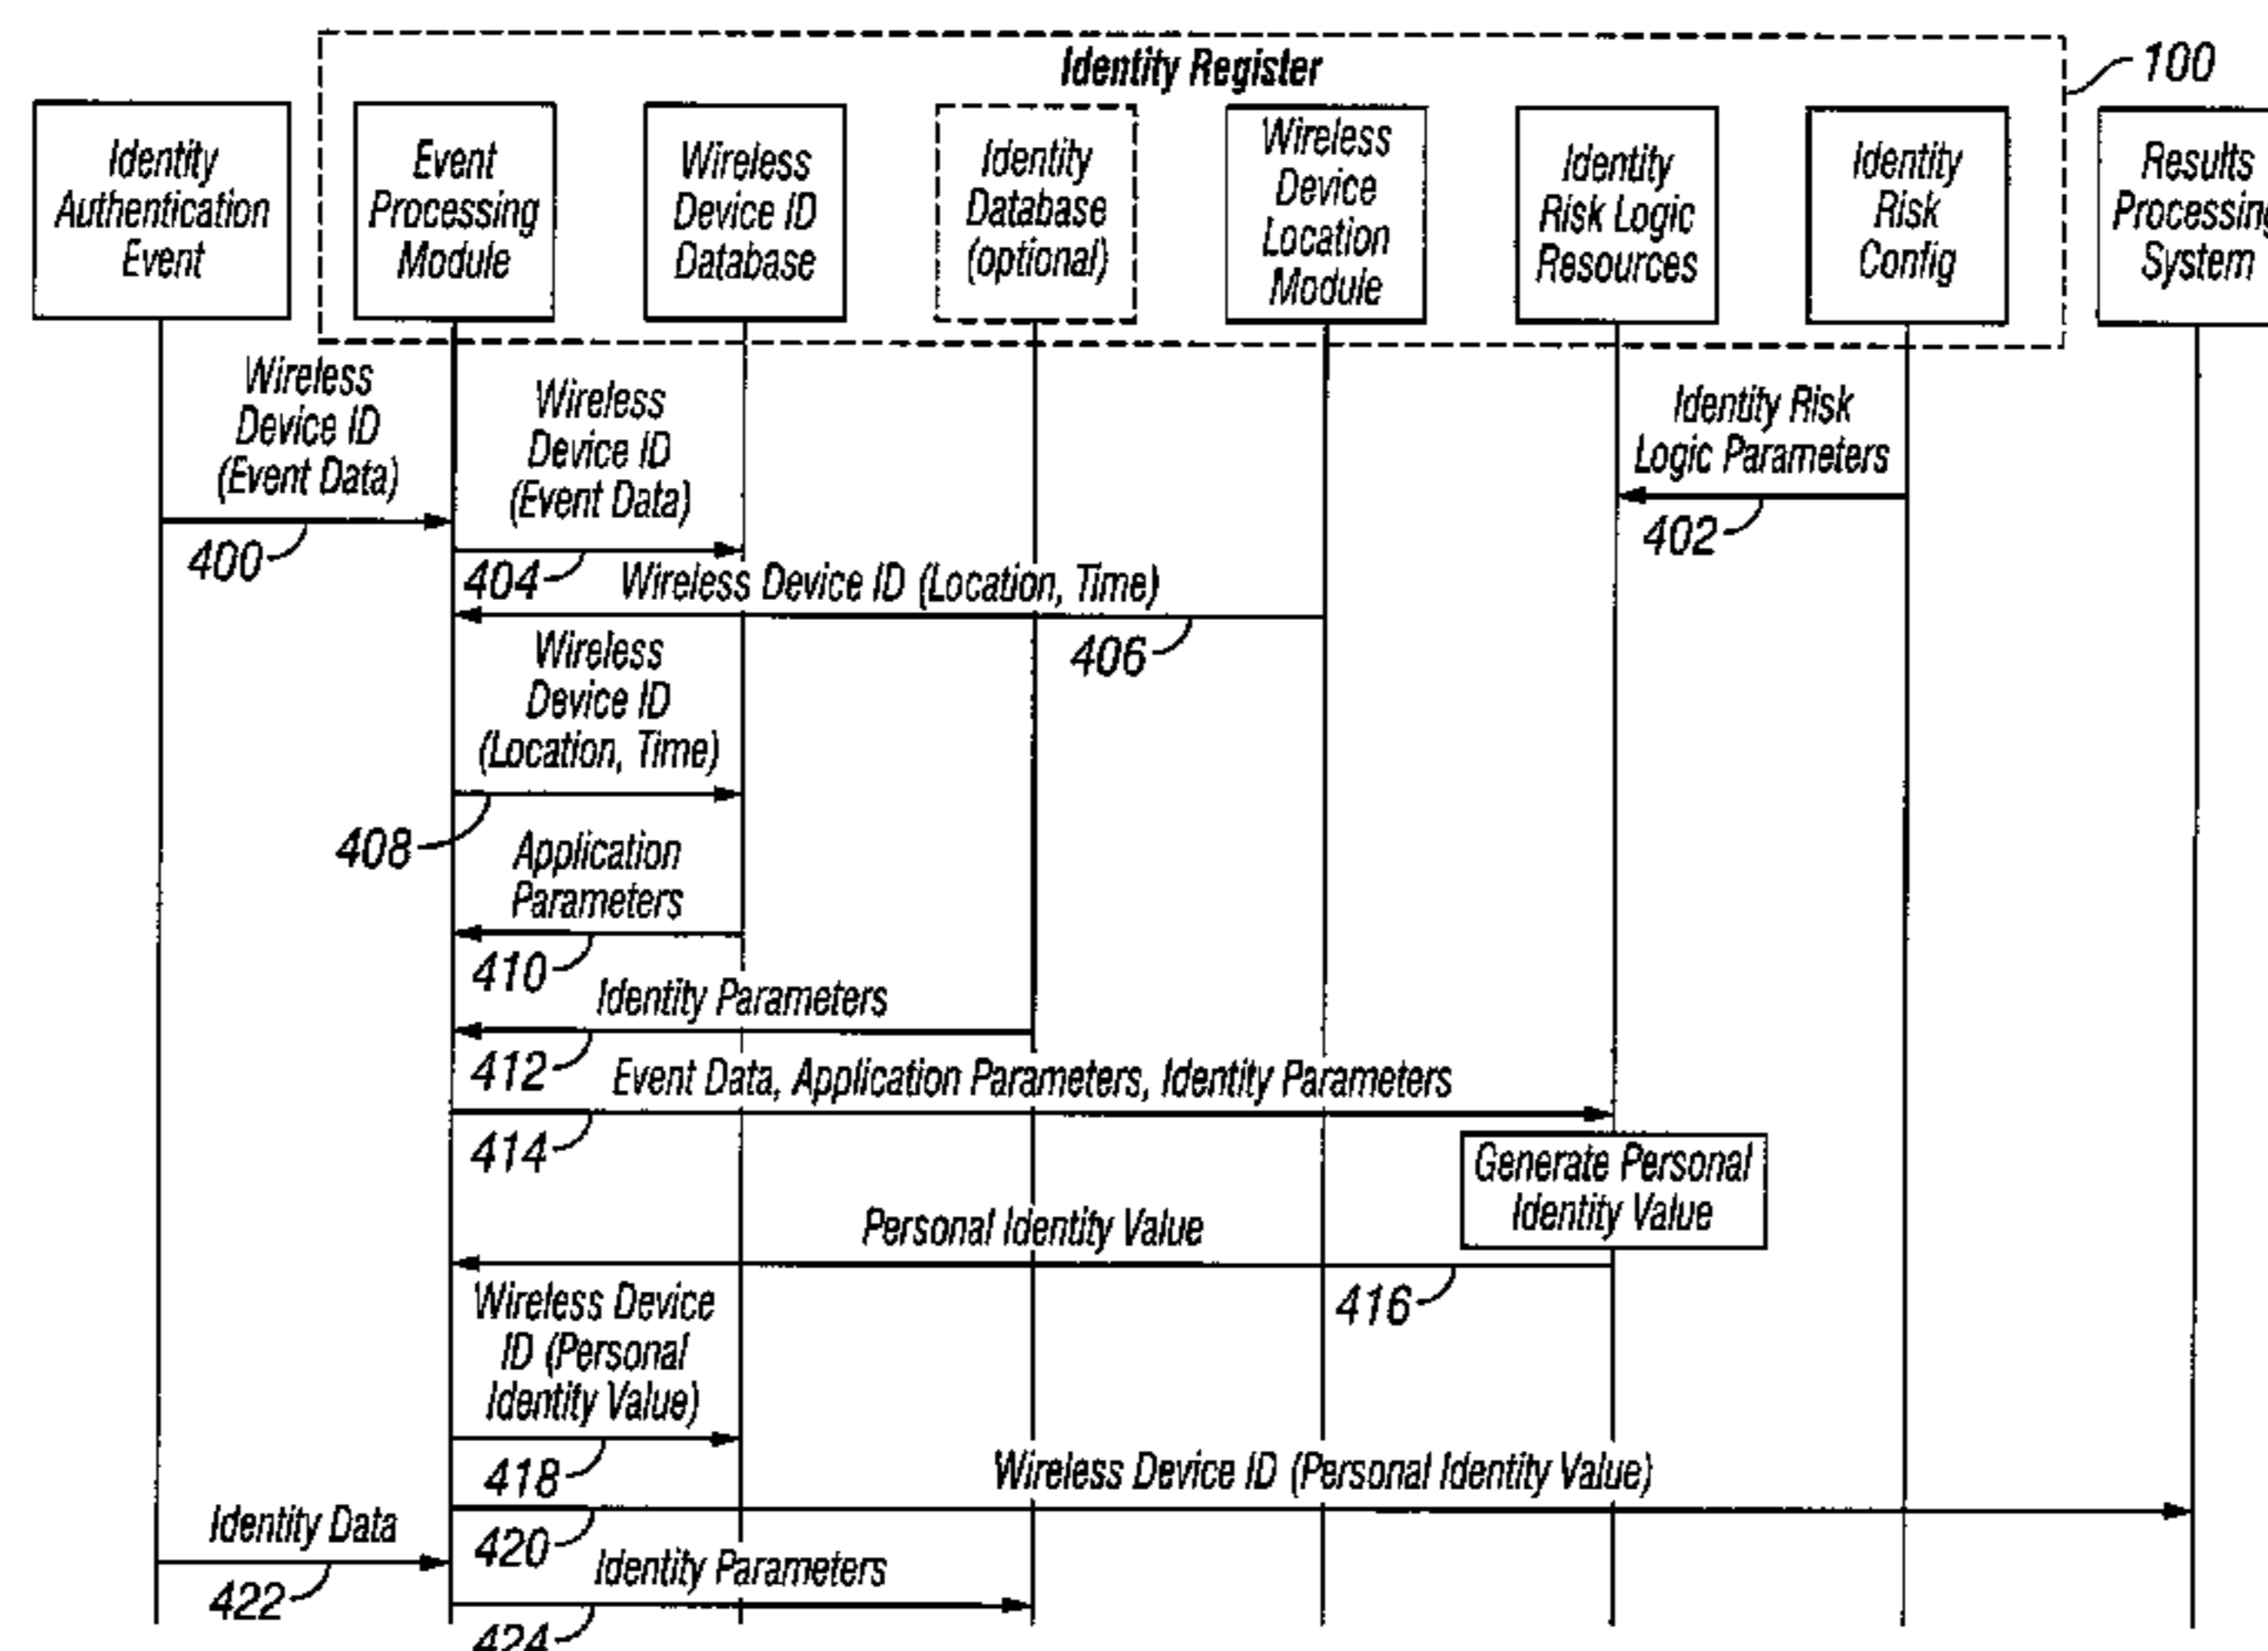 Identity Register
100
Identity
Authentication
Event
Event
Processing
Module
Wireless
Device ID
Database
Identity
Database
(optional)
Wireless
Device
Location
Module
Identity
Risk Logic
Resources
Identity
Risk
Config
Results
Processing
System
Wireless
Device ID
(Event Data)
400
Wireless
Device ID
(Event Data)
404
Identity Risk
Logic Parameters
402
Wireless Device ID (Location, Time)
406
Wireless
Device ID
(Location, Time)
408
Application
Parameters
410
Identity Parameters
412
Event Data, Application Parameters, Identity Parameters
414
Generate Personal
Identity Value
Personal Identity Value
416
Wireless Device
ID (Personal
Identity Value)
418
Wireless Device ID (Personal Identity Value)
420
Identity Data
422
Identity Parameters
424